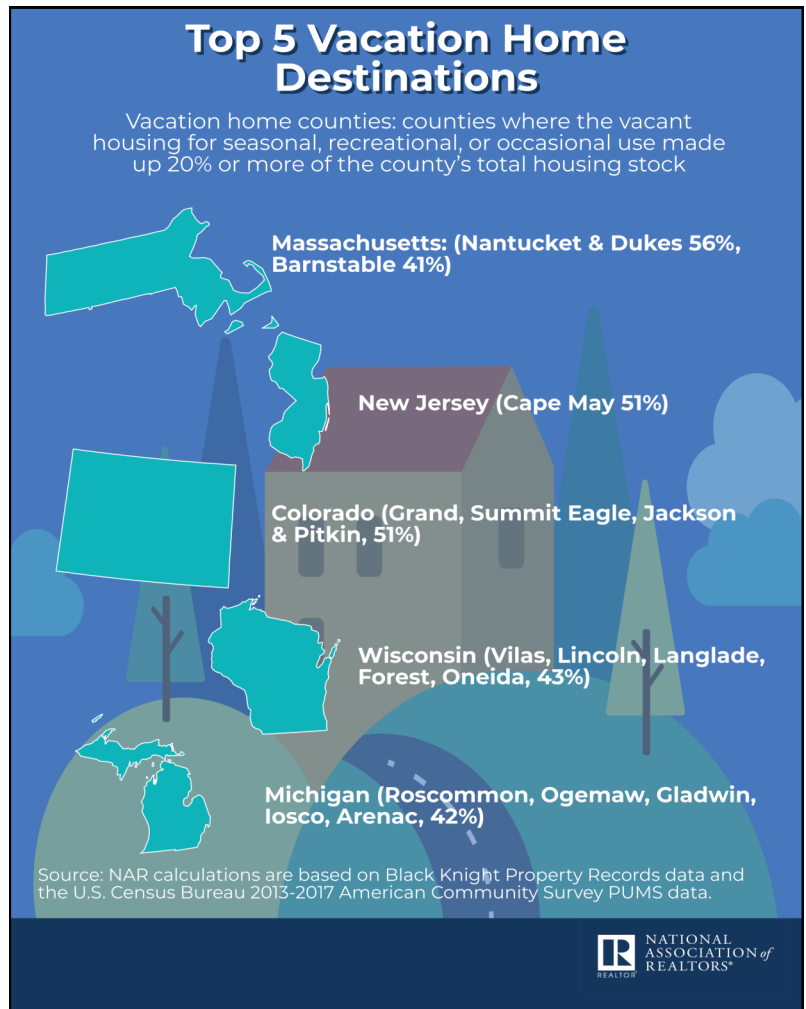 Top 5 Vacation Home
Destinations
Vacation home counties: counties where the vacant
housing for seasonal, recreational, or occasional use made
up 20% or more of the county’s total housing stock
Massachusetts: (Nantucket & Dukes 56%,
Barnstable 41%)
New Jersey (Cape May 51%)
Colorado (Grand, Summit Eagle, Jackson
& Pitkin, 51%)
Wisconsin (Vilas, Lincoln, Langlade,
Forest, Oneida, 43%)
Michigan (Roscommon, Ogemaw, Gladwin,
Iosco, Arenac, 42%)
Source: NAR calculations are based on Black Knight Property Records data and
the U.S. Census Bureau 2013-2017 American Community Survey PUMS data.
R
REALTOR®
NATIONAL
ASSOCIATION of
REALTORS®